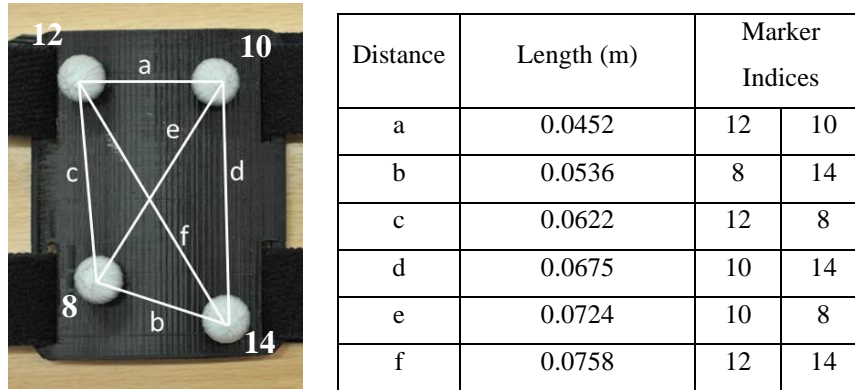 12
10
a
e
c
d
f
8
b
14
Distance Length (m) Marker Indices
a 0.0452 12 10
b 0.0536 8 14
c 0.0622 12 8
d 0.0675 10 14
e 0.0724 10 8
f 0.0758 12 14